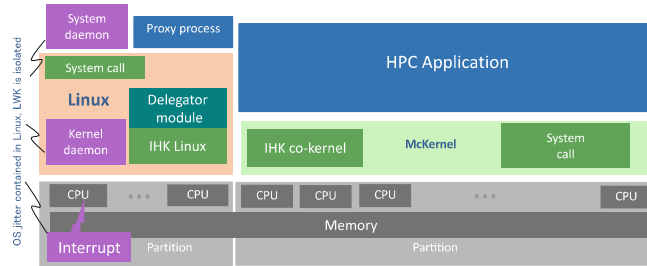 OS jitter contained in Linux, LWK is isolated
System
daemon
Proxy process
System call
Linux
Delegator
module
Kernel
daemon
IHK Linux
HPC Application
IHK co-kernel
McKernel
System
call
CPU
• • •
CPU
CPU
CPU
CPU
• • •
CPU
Memory
Interrupt
Partition
Partition